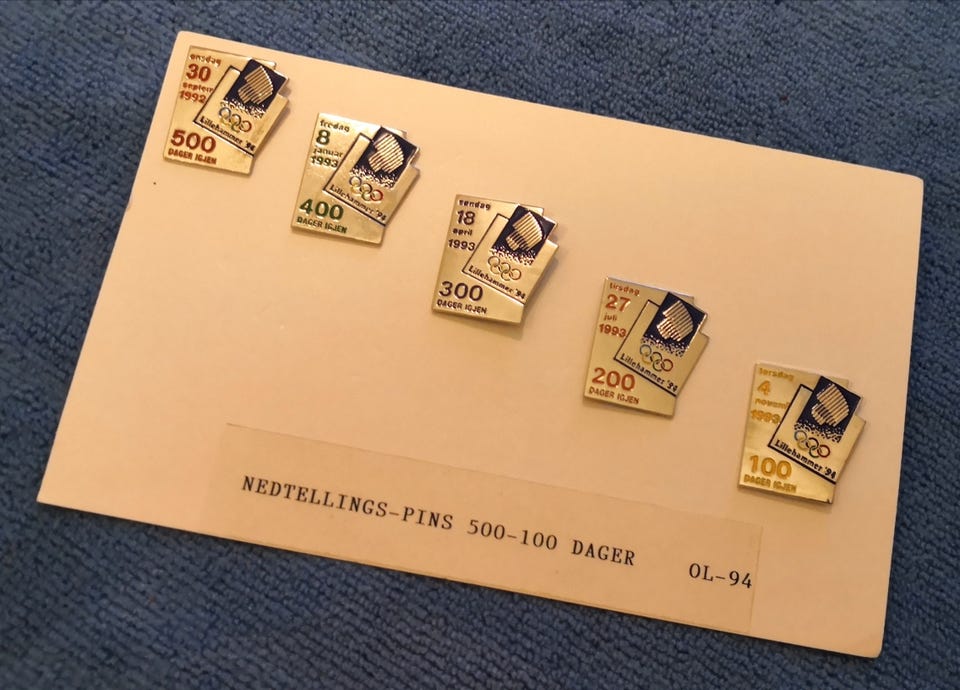 onsdag
30
septem
1992
Lillehammer '94
500
DAGER IGJEN
fredag
8
januar
1993
Lillehammer '94
400
DAGER IGJEN
søndag
18
april
1993
Lillehammer '94
300
DAGER IGJEN
tirsdag
27
juli
1993
Lillehammer '94
200
DAGER IGJEN
torsdag
4
novem
1993
Lillehammer '94
100
DAGER IGJEN
NEDTELLINGS-PINS 500-100 DAGER OL-94